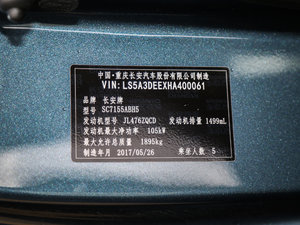 中国·重庆长安汽车股份有限公司制造
VIN: LS5A3DEEXHA400061
品牌 长安牌
型号 SC7155ABH5
发动机型号 JL476ZQCD 发动机排量 1499mL
发动机最大净功率 105kW
最大允许总质量 1895kg
制造年月 2017/05/26 乘坐人数 5